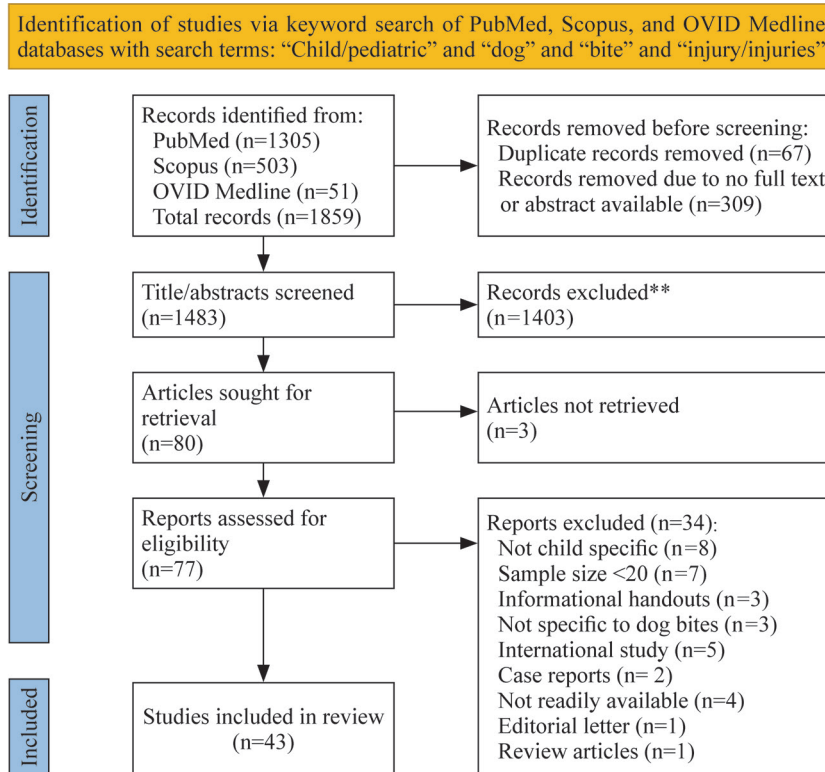 Identification of studies via keyword search of PubMed, Scopus, and OVID Medline
databases with search terms: “Child/pediatric” and “dog” and “bite” and “injury/injuries”
Identification
Records identified from:
PubMed (n=1305)
Scopus (n=503)
OVID Medline (n=51)
Total records (n=1859)
Records removed before screening:
Duplicate records removed (n=67)
Records removed due to no full text
or abstract available (n=309)
Screening
Title/abstracts screened
(n=1483)
Records excluded**
(n=1403)
Articles sought for
retrieval
(n=80)
Articles not retrieved
(n=3)
Reports assessed for
eligibility
(n=77)
Reports excluded (n=34):
Not child specific (n=8)
Sample size <20 (n=7)
Informational handouts (n=3)
Not specific to dog bites (n=3)
International study (n=5)
Case reports (n= 2)
Not readily available (n=4)
Editorial letter (n=1)
Review articles (n=1)
Included
Studies included in review
(n=43)